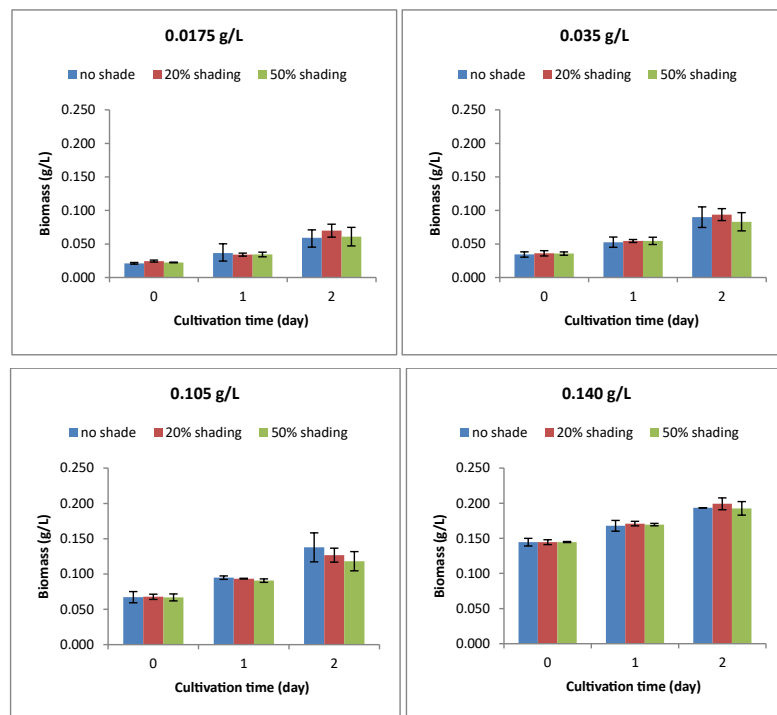 0.0175 g/L
no shade 20% shading 50% shading
0.250
0.200
0.150
0.100
0.050
0.000
Biomass (g/L)
0 1 2
Cultivation time (day)
0.035 g/L
no shade 20% shading 50% shading
0.250
0.200
0.150
0.100
0.050
0.000
Biomass (g/L)
0 1 2
Cultivation time (day)
0.105 g/L
no shade 20% shading 50% shading
0.250
0.200
0.150
0.100
0.050
0.000
Biomass (g/L)
0 1 2
Cultivation time (day)
0.140 g/L
no shade 20% shading 50% shading
0.250
0.200
0.150
0.100
0.050
0.000
Biomass (g/L)
0 1 2
Cultivation time (day)